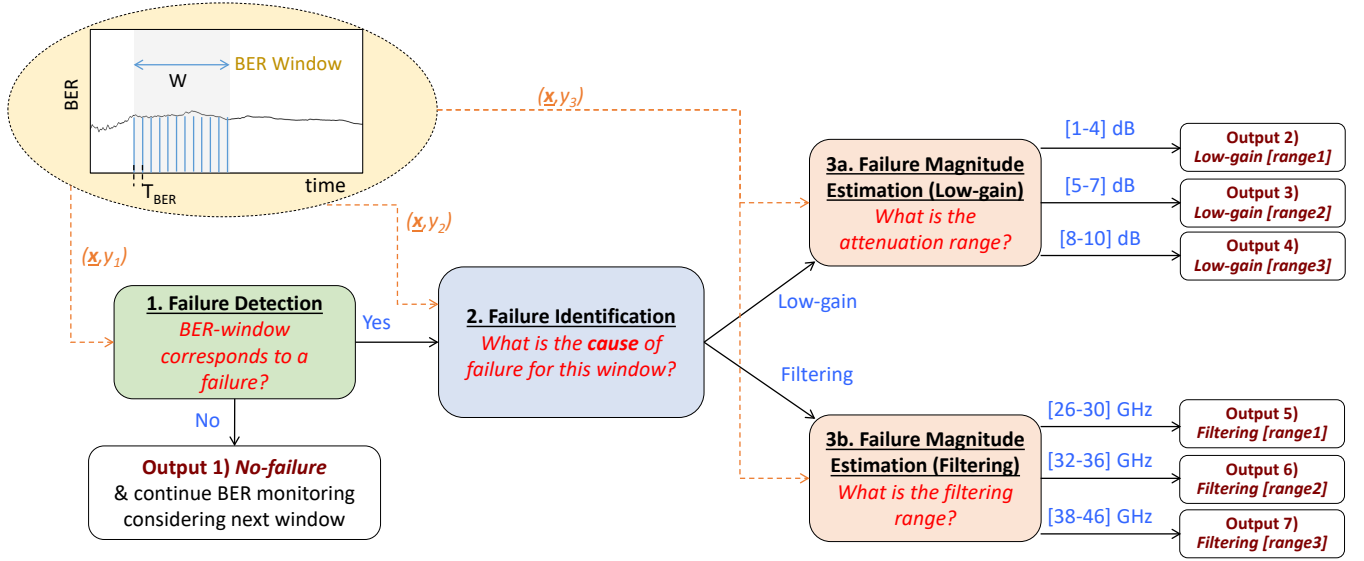 BER
BER Window
W
T_BER
time
(x,y₁)
(x,y₂)
(x,y₃)
1. Failure Detection
BER-window
corresponds to a
failure?
Yes
No
Output 1) No-failure
& continue BER monitoring
considering next window
2. Failure Identification
What is the cause of
failure for this window?
Low-gain
Filtering
3a. Failure Magnitude
Estimation (Low-gain)
What is the
attenuation range?
[1-4] dB
[5-7] dB
[8-10] dB
Output 2)
Low-gain [range1]
Output 3)
Low-gain [range2]
Output 4)
Low-gain [range3]
3b. Failure Magnitude
Estimation (Filtering)
What is the filtering
range?
[26-30] GHz
[32-36] GHz
[38-46] GHz
Output 5)
Filtering [range1]
Output 6)
Filtering [range2]
Output 7)
Filtering [range3]